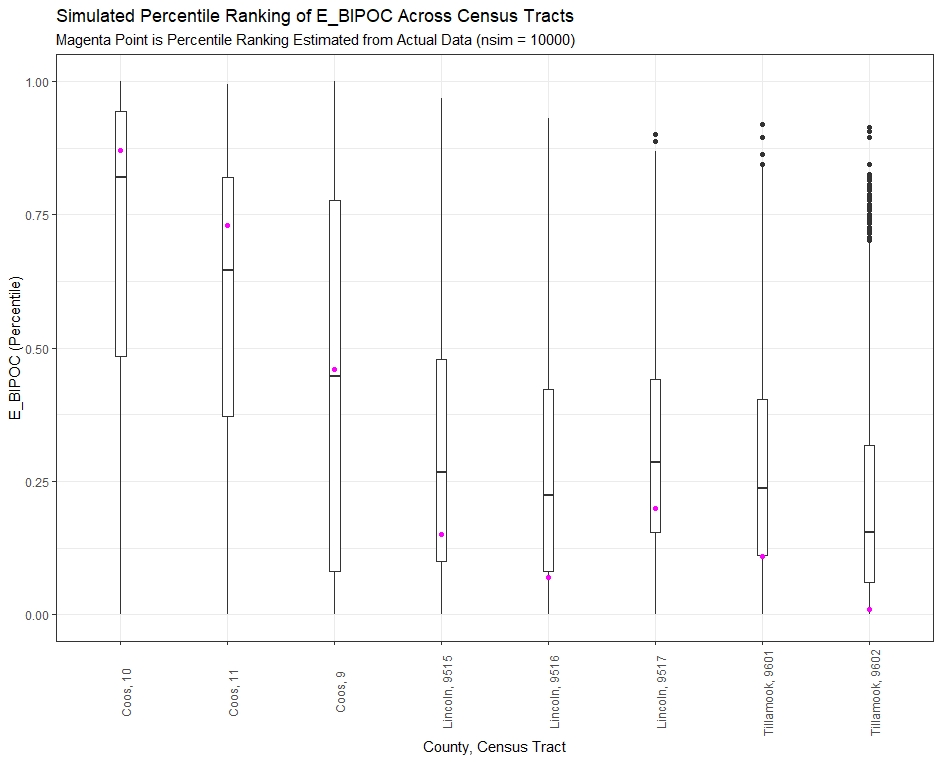 Simulated Percentile Ranking of E_BIPOC Across Census Tracts
Magenta Point is Percentile Ranking Estimated from Actual Data (nsim = 10000)
E_BIPOC (Percentile)
1.00
0.75
0.50
0.25
0.00
Coos, 10
Coos, 11
Coos, 9
Lincoln, 9515
Lincoln, 9516
Lincoln, 9517
Tillamook, 9601
Tillamook, 9602
County, Census Tract